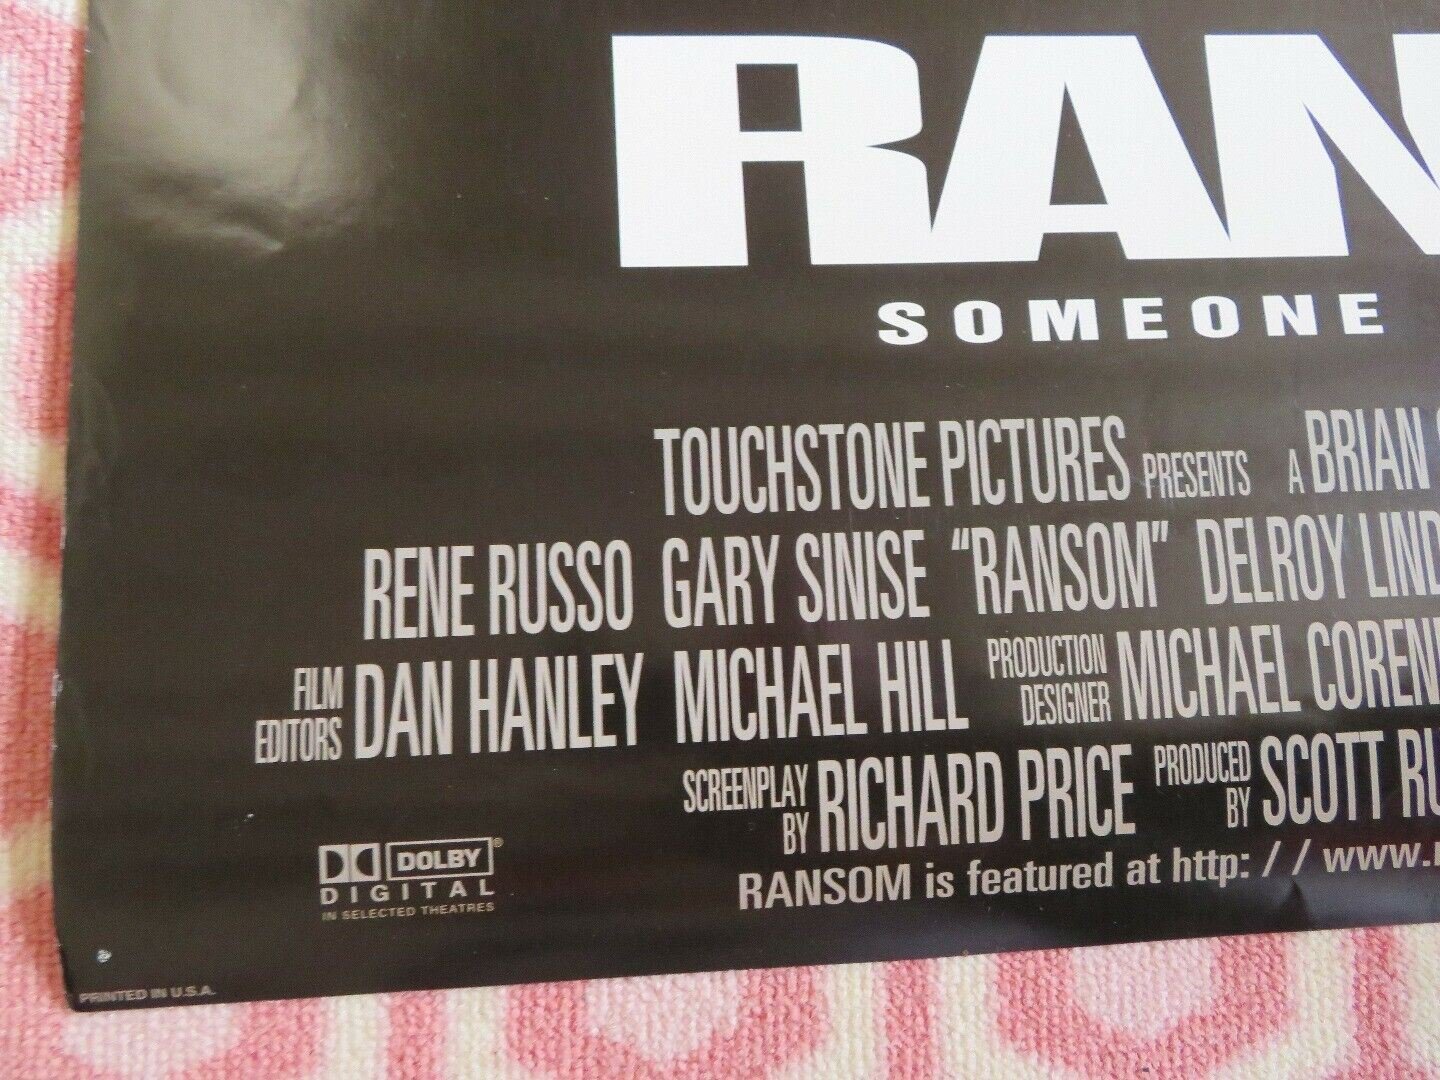 RAN
SOMEONE
TOUCHSTONE PICTURES PRESENTS A BRIAN
RENE RUSSO GARY SINISE “RANSOM” DELROY LIND
FILM EDITORS DAN HANLEY MICHAEL HILL PRODUCTION DESIGNER MICHAEL COREN
SCREENPLAY BY RICHARD PRICE PRODUCED BY SCOTT RU
RANSOM is featured at http: / / www.
DOLBY®
DIGITAL
IN SELECTED THEATRES
PRINTED IN U.S.A.